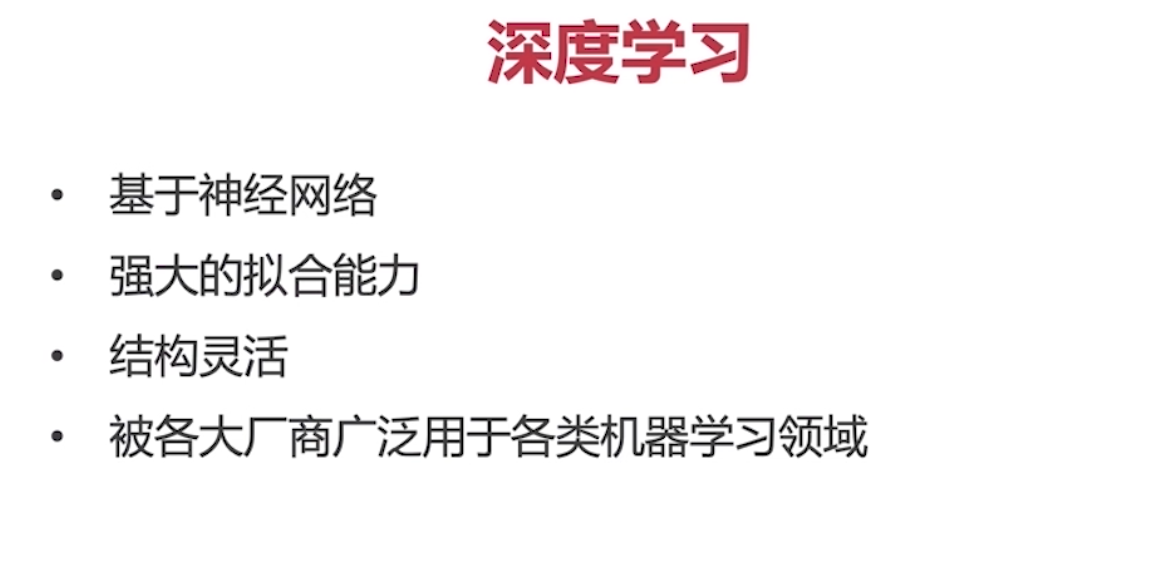 深度学习
• 基于神经网络
• 强大的拟合能力
• 结构灵活
• 被各大厂商广泛用于各类机器学习领域